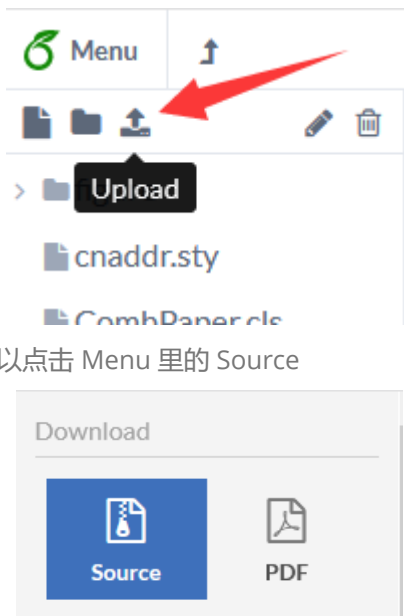 Menu
Upload
cnaddr.sty
CombPaper.cls
以点击 Menu 里的 Source
Download
Source
PDF